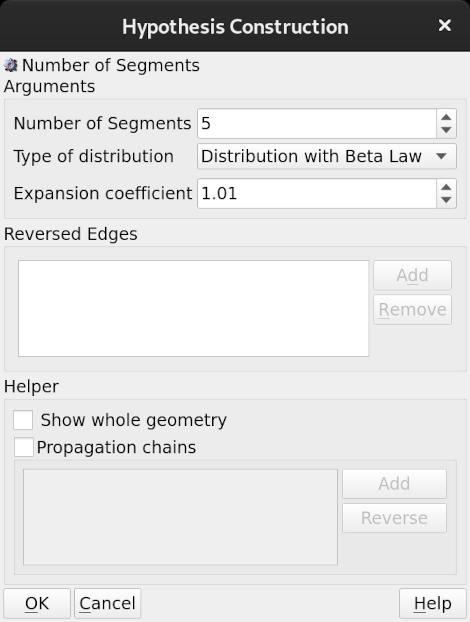 Hypothesis Construction
Number of Segments
Arguments
Number of Segments 5
Type of distribution Distribution with Beta Law
Expansion coefficient 1.01
Reversed Edges
Add
Remove
Helper
Show whole geometry
Propagation chains
Add
Reverse
OK Cancel Help